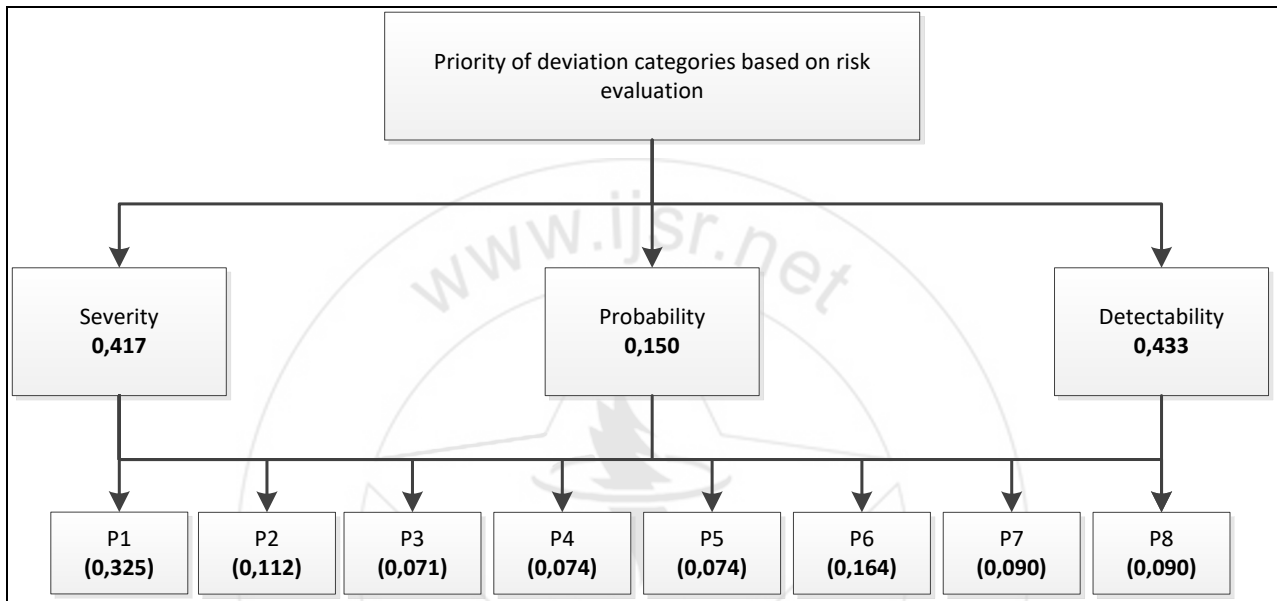 Priority of deviation categories based on risk
evaluation
www.ijsr.net
Severity
0,417
Probability
0,150
Detectability
0,433
P1
(0,325)
P2
(0,112)
P3
(0,071)
P4
(0,074)
P5
(0,074)
P6
(0,164)
P7
(0,090)
P8
(0,090)